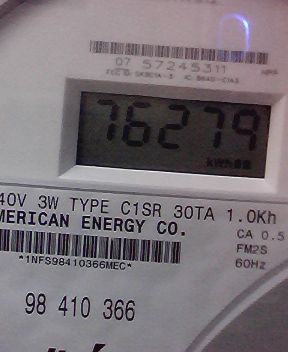 07 57245311
76279
kWh
40V 3W TYPE C1SR 30TA 1.0Kh
MERICAN ENERGY CO.
CA 0.5
FM2S
60Hz
*1NFS98410366MEC*
98 410 366